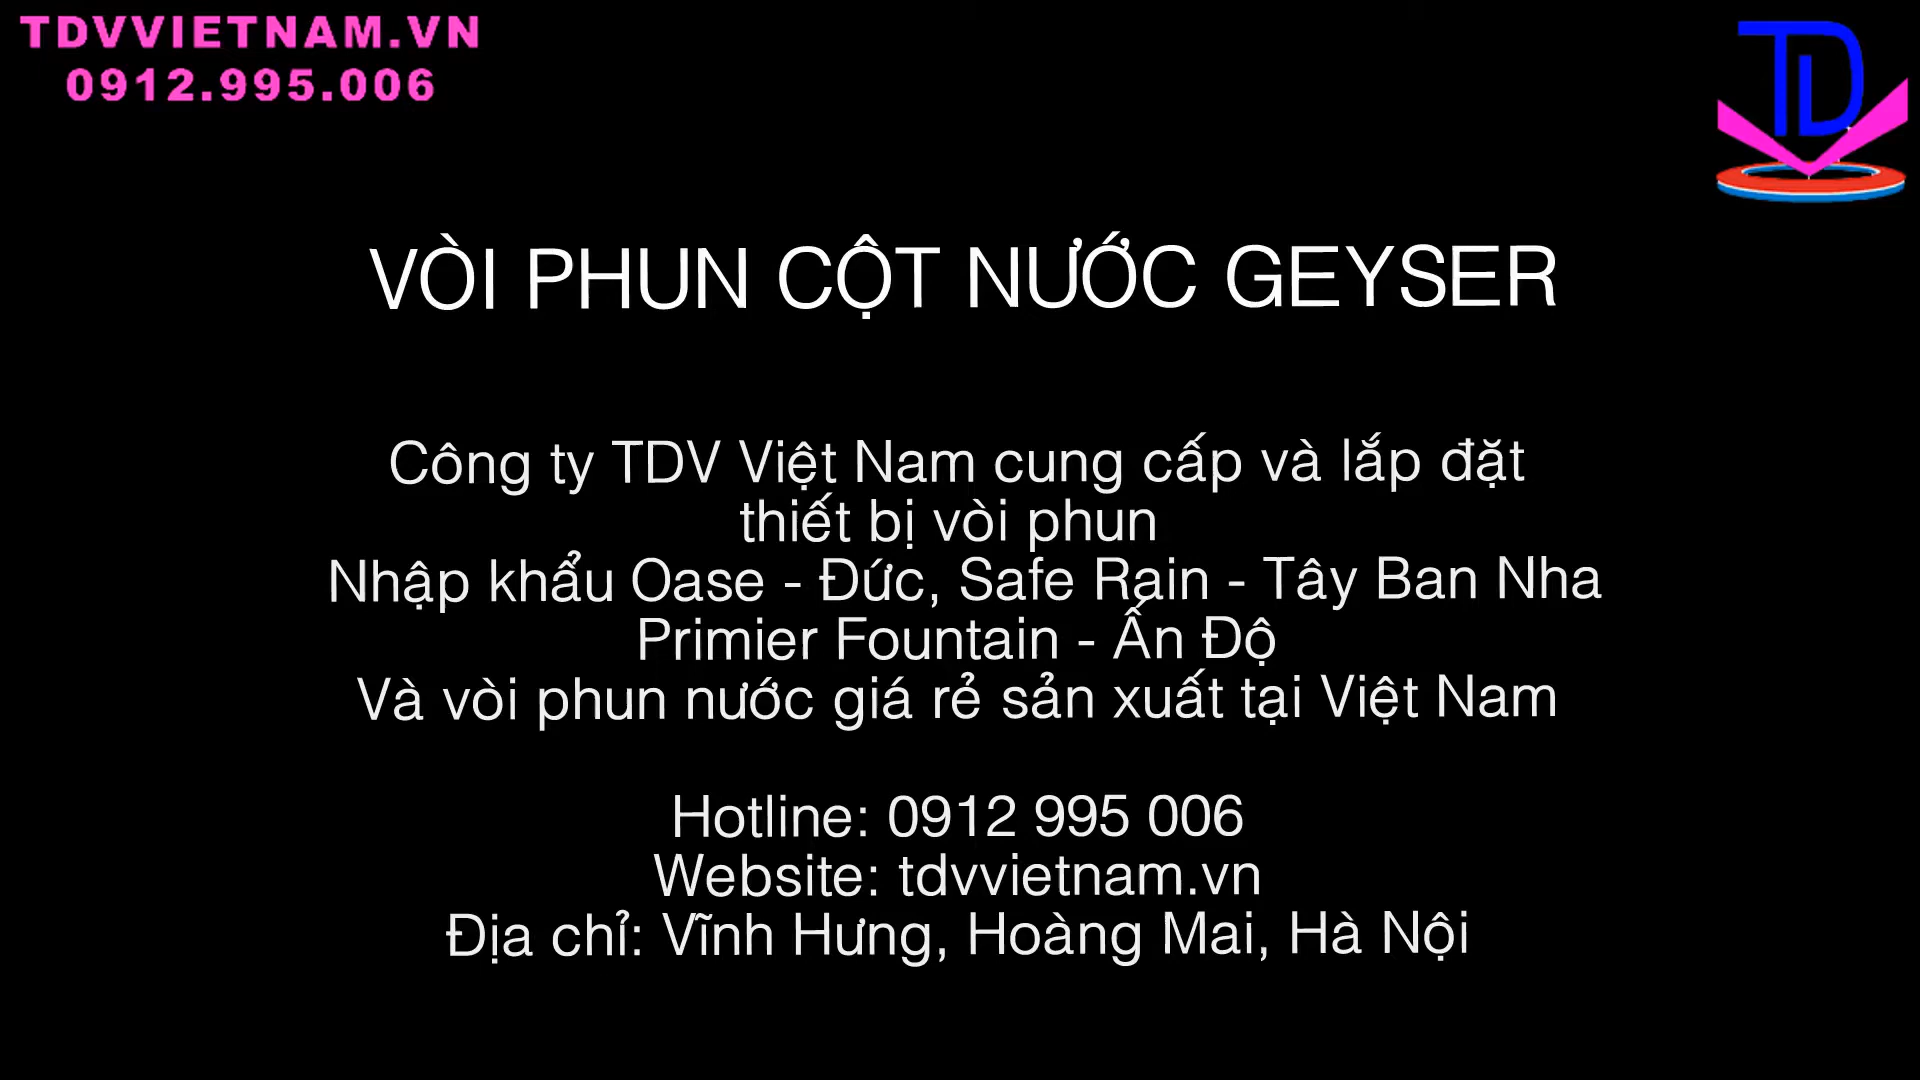 TDVVIETNAM.VN
0912.995.006
TD
VÒI PHUN CỘT NƯỚC GEYSER
Công ty TDV Việt Nam cung cấp và lắp đặt
thiết bị vòi phun
Nhập khẩu Oase - Đức, Safe Rain - Tây Ban Nha
Primier Fountain - Ấn Độ
Và vòi phun nước giá rẻ sản xuất tại Việt Nam
Hotline: 0912 995 006
Website: tdvvietnam.vn
Địa chỉ: Vĩnh Hưng, Hoàng Mai, Hà Nội